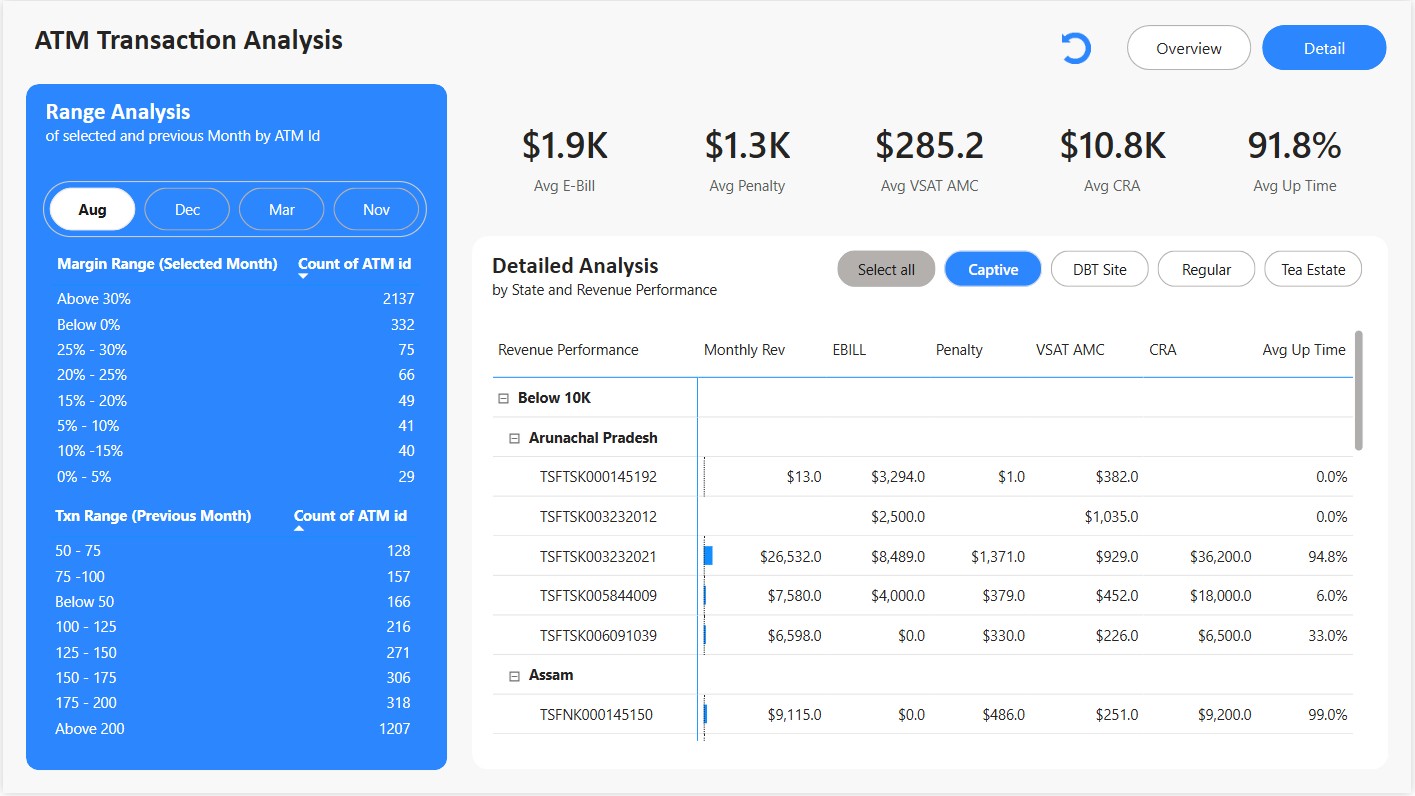 ATM Transaction Analysis
Overview
Detail
Range Analysis
of selected and previous Month by ATM Id
Aug Dec Mar Nov
Margin Range (Selected Month) Count of ATM id
Above 30% 2137
Below 0% 332
25% - 30% 75
20% - 25% 66
15% - 20% 49
5% - 10% 41
10% -15% 40
0% - 5% 29
Txn Range (Previous Month) Count of ATM id
50 - 75 128
75 -100 157
Below 50 166
100 - 125 216
125 - 150 271
150 - 175 306
175 - 200 318
Above 200 1207
$1.9K $1.3K $285.2 $10.8K 91.8%
Avg E-Bill Avg Penalty Avg VSAT AMC Avg CRA Avg Up Time
Detailed Analysis
by State and Revenue Performance
Select all Captive DBT Site Regular Tea Estate
Revenue Performance Monthly Rev EBILL Penalty VSAT AMC CRA Avg Up Time
Below 10K
Arunachal Pradesh
TSFTSK000145192 $13.0 $3,294.0 $1.0 $382.0 0.0%
TSFTSK003232012 $2,500.0 $1,035.0 0.0%
TSFTSK003232021 $26,532.0 $8,489.0 $1,371.0 $929.0 $36,200.0 94.8%
TSFTSK005844009 $7,580.0 $4,000.0 $379.0 $452.0 $18,000.0 6.0%
TSFTSK006091039 $6,598.0 $0.0 $330.0 $226.0 $6,500.0 33.0%
Assam
TSFNK000145150 $9,115.0 $0.0 $486.0 $251.0 $9,200.0 99.0%